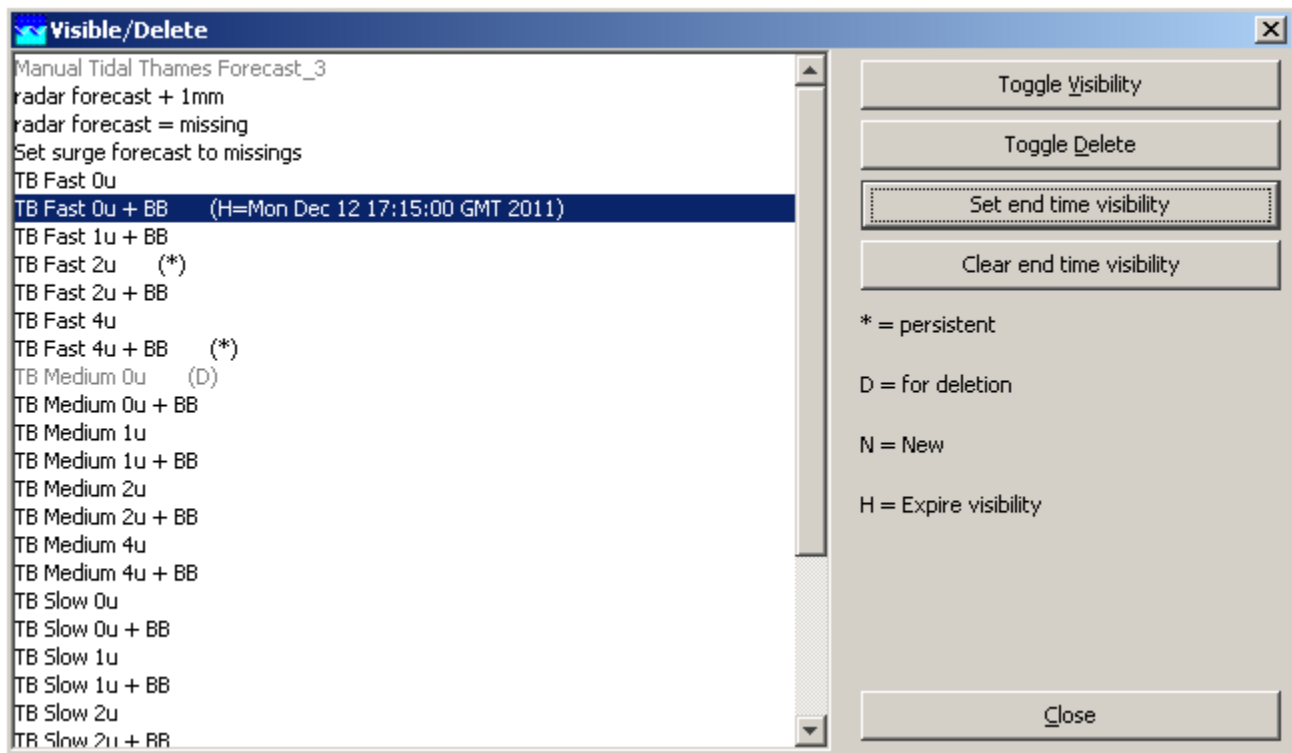 Visible/Delete
Manual Tidal Thames Forecast_3
radar forecast + 1mm
radar forecast = missing
Set surge forecast to missings
TB Fast 0u
TB Fast 0u + BB (H=Mon Dec 12 17:15:00 GMT 2011)
TB Fast 1u + BB
TB Fast 2u (*)
TB Fast 2u + BB
TB Fast 4u
TB Fast 4u + BB (*)
TB Medium 0u (D)
TB Medium 0u + BB
TB Medium 1u
TB Medium 1u + BB
TB Medium 2u
TB Medium 2u + BB
TB Medium 4u
TB Medium 4u + BB
TB Slow 0u
TB Slow 0u + BB
TB Slow 1u
TB Slow 1u + BB
TB Slow 2u
TB Slow 2u + BB
Toggle Visibility
Toggle Delete
Set end time visibility
Clear end time visibility
* = persistent
D = for deletion
N = New
H = Expire visibility
Close